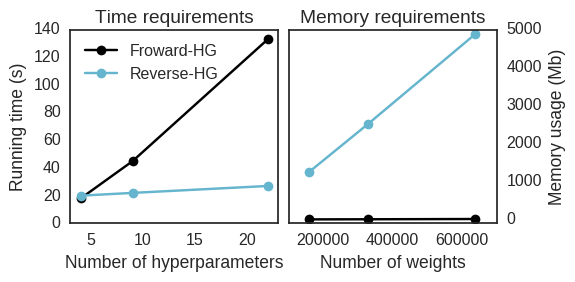 Time requirements
Memory requirements
Running time (s)
140
120
100
80
60
40
20
0
Froward-HG
Reverse-HG
5
10
15
20
Number of hyperparameters
5000
4000
3000
2000
1000
0
Memory usage (Mb)
200000
400000
600000
Number of weights